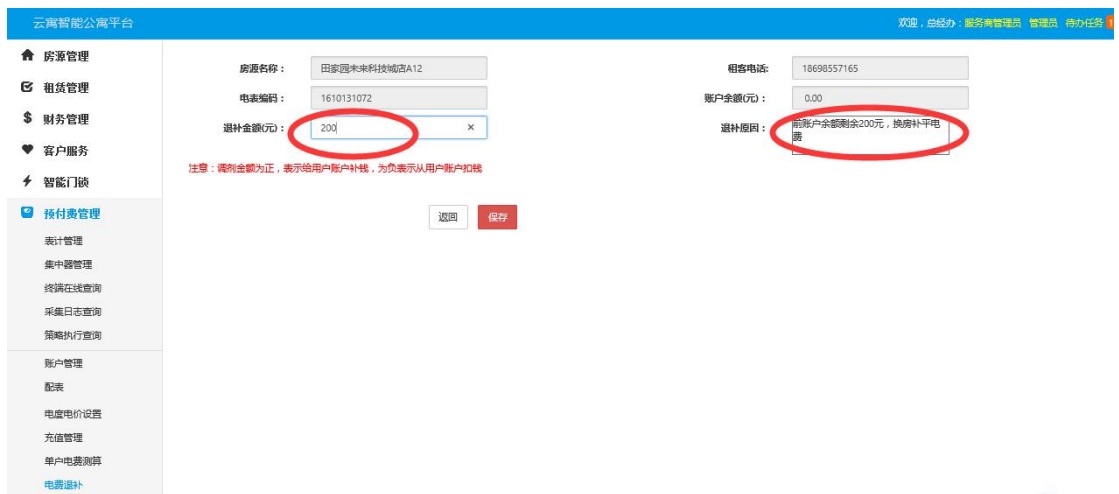 云寓智能公寓平台
欢迎，总经办：服务商管理员 管理员 待办任务 1
房源管理
租赁管理
财务管理
客户服务
智能门锁
预付费管理
表计管理
集中器管理
终端在线查询
采集日志查询
策略执行查询
账户管理
配表
电度电价设置
充值管理
单户电费测算
电费退补
房源名称： 田家园未来科技城店A12
租客电话: 18698557165
电表编码： 1610131072
账户余额(元)： 0.00
退补金额(元)： 200 ×
退补原因： 前账户余额剩余200元，换房补平电
费
注意：调剂金额为正，表示给用户账户补钱，为负表示从用户账户扣钱
返回 保存